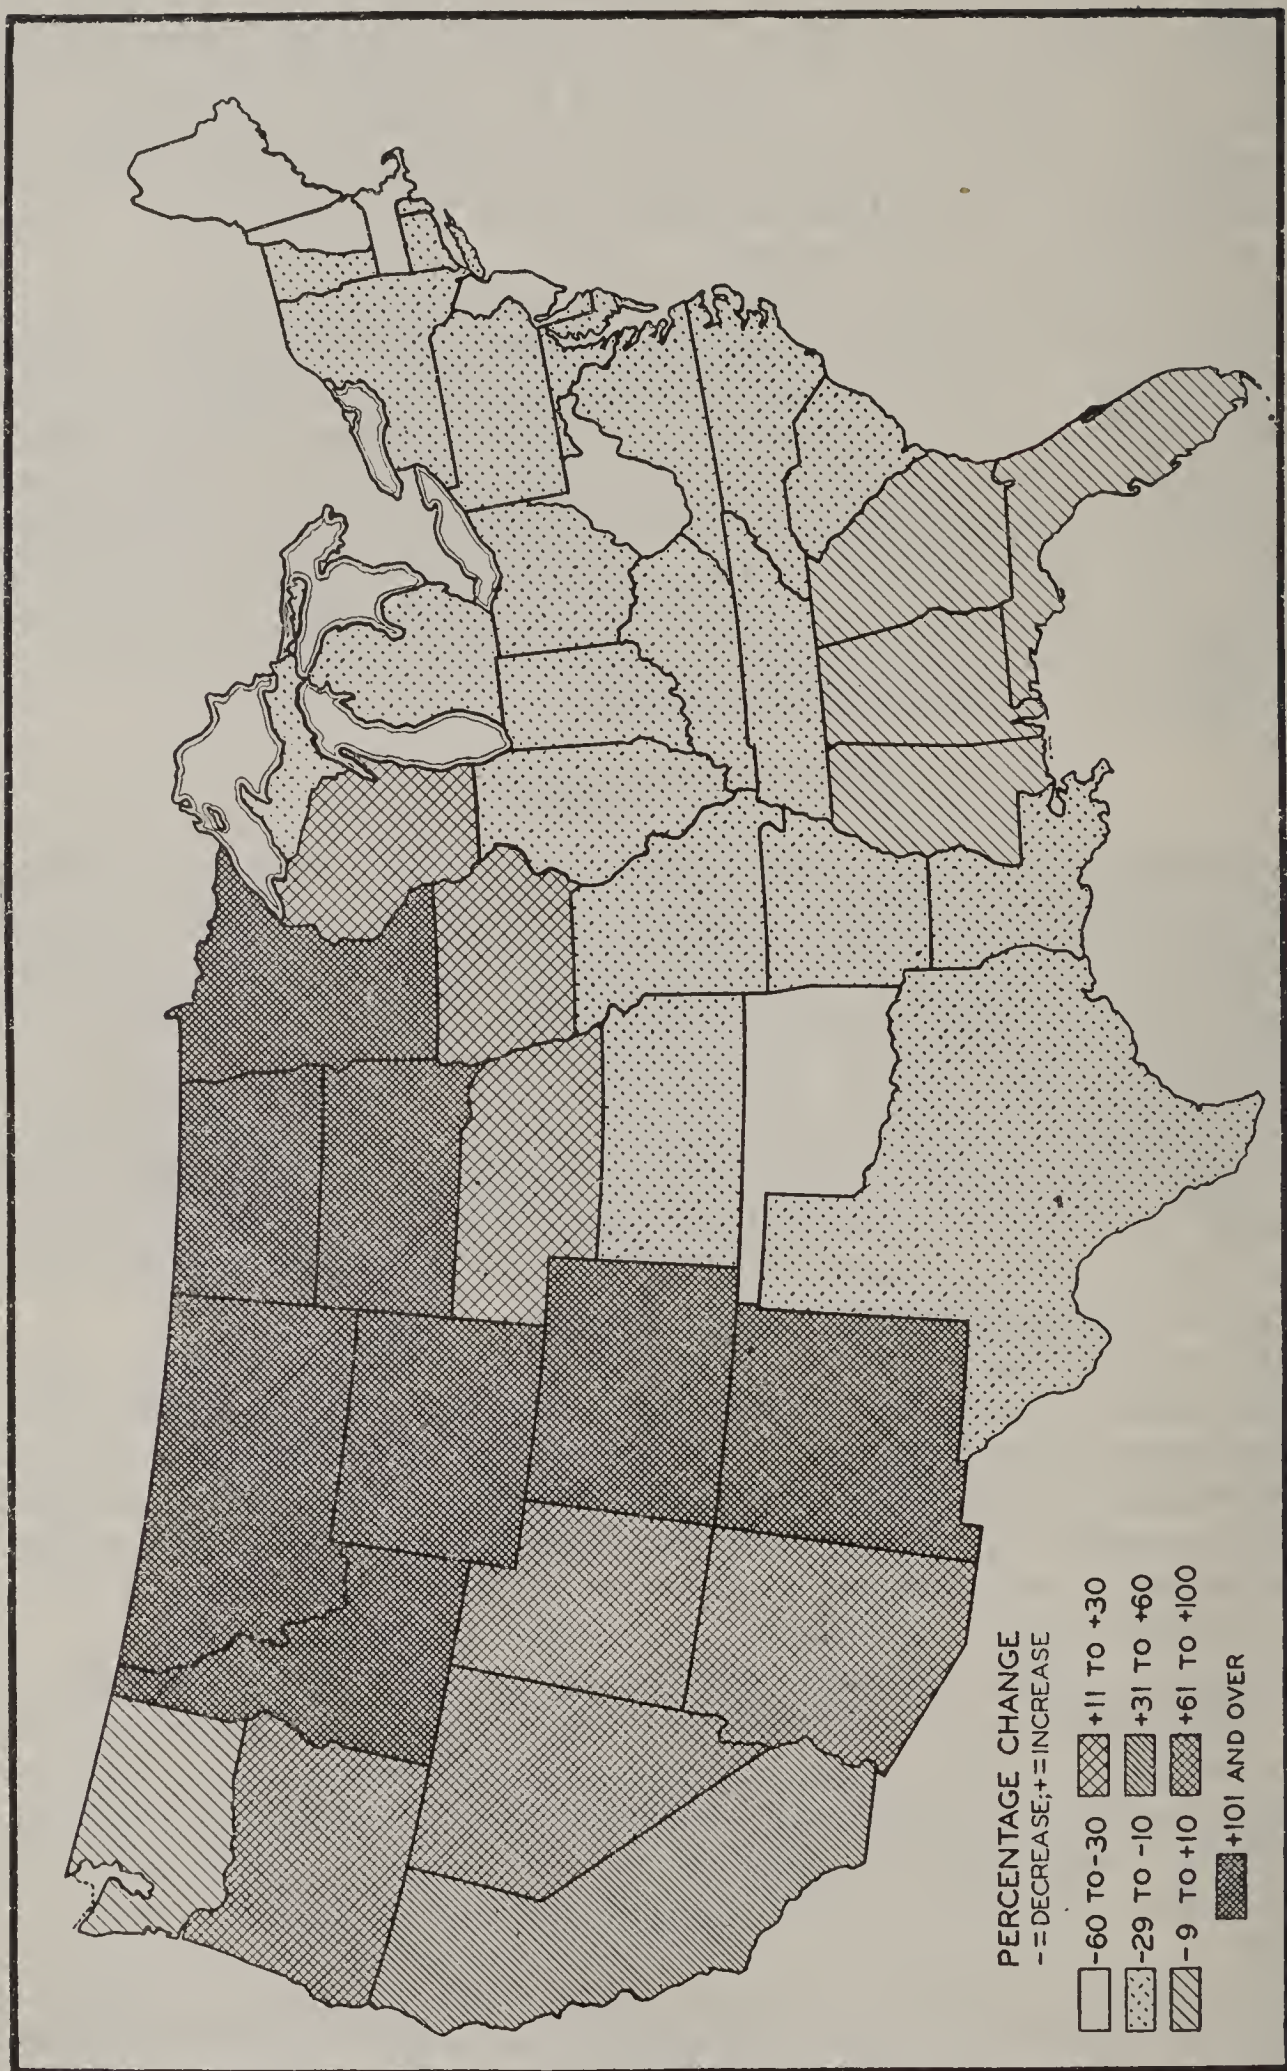 PERCENTAGE CHANGE
-=DECREASE;+=INCREASE
-60 TO-30
+11 TO +30
-29 TO -10
+31 TO +60
-9 TO +10
+61 TO +100
+101 AND OVER